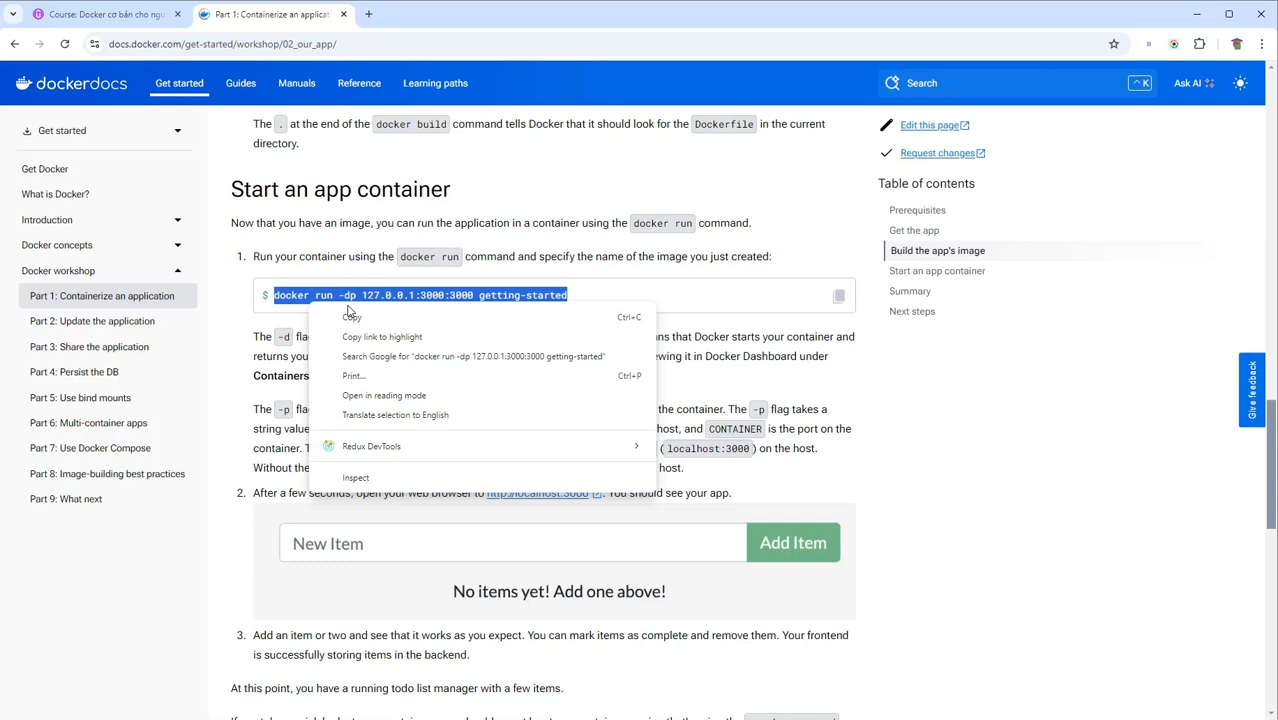 Course: Docker cơ bản cho ngu
Part 1: Containerize an applicat
docs.docker.com/get-started/workshop/02_our_app/
dockerdocs
Get started
Guides
Manuals
Reference
Learning paths
Search
^ K
Ask AI
Get started
Get Docker
What is Docker?
Introduction
Docker concepts
Docker workshop
Part 1: Containerize an application
Part 2: Update the application
Part 3: Share the application
Part 4: Persist the DB
Part 5: Use bind mounts
Part 6: Multi-container apps
Part 7: Use Docker Compose
Part 8: Image-building best practices
Part 9: What next
The . at the end of the docker build command tells Docker that it should look for the Dockerfile in the current
directory.
Start an app container
Now that you have an image, you can run the application in a container using the docker run command.
1. Run your container using the docker run command and specify the name of the image you just created:
$ docker run -dp 127.0.0.1:3000:3000 getting-started
The -d flag ans that Docker starts your container and
returns you ewing it in Docker Dashboard under
Containers
The -p flag the container. The -p flag takes a
string value host, and CONTAINER is the port on the
container. T (localhost:3000) on the host.
Without the host.
Copy Ctrl+C
Copy link to highlight
Search Google for "docker run -dp 127.0.0.1:3000:3000 getting-started"
Print... Ctrl+P
Open in reading mode
Translate selection to English
Redux DevTools
Inspect
2. After a few seconds, open your web browser to http://localhost:3000. You should see your app.
New Item
Add Item
No items yet! Add one above!
3. Add an item or two and see that it works as you expect. You can mark items as complete and remove them. Your frontend
is successfully storing items in the backend.
At this point, you have a running todo list manager with a few items.
Edit this page
Request changes
Table of contents
Prerequisites
Get the app
Build the app's image
Start an app container
Summary
Next steps
Give feedback